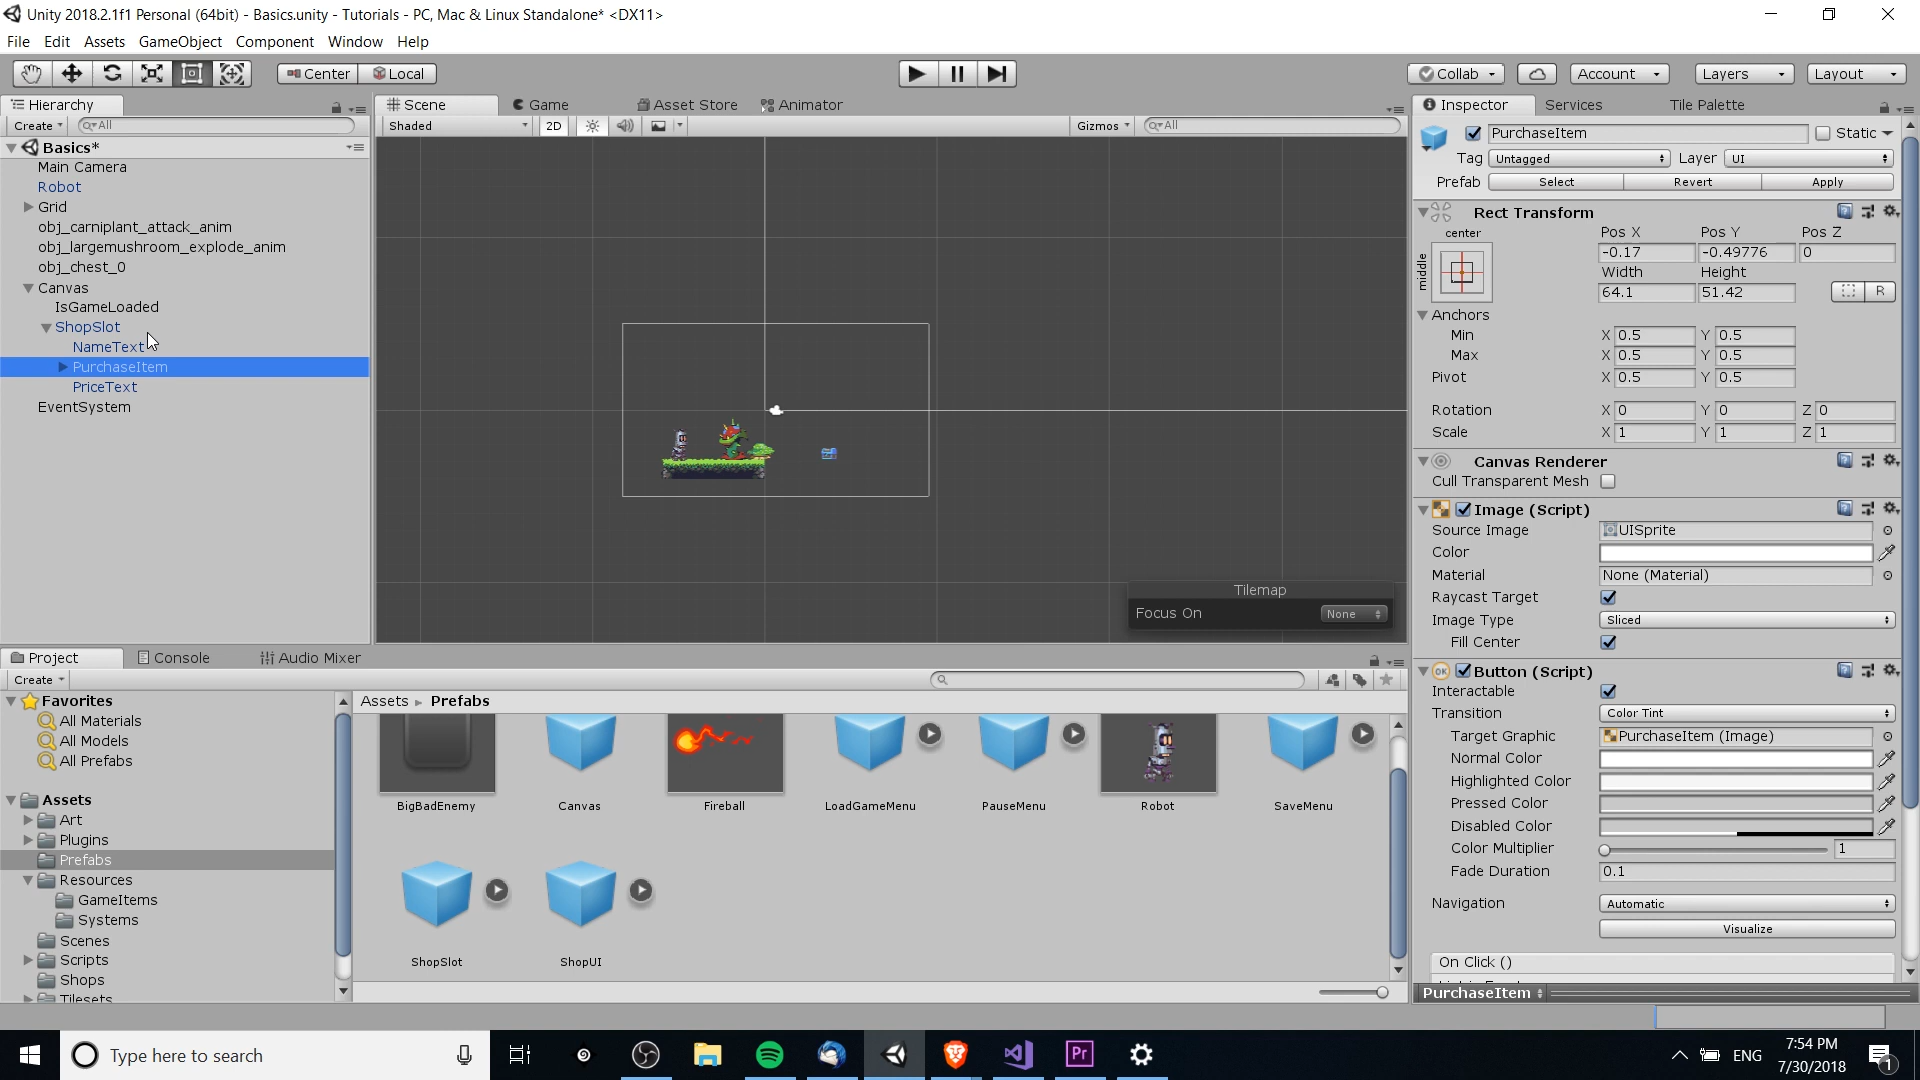 Unity 2018.2.1f1 Personal (64bit) - Basics.unity - Tutorials - PC, Mac & Linux Standalone* <DX11>
File Edit Assets GameObject Component Window Help
Center Local Collab Account Layers Layout
Hierarchy
Create All
Basics*
Main Camera
Robot
Grid
obj_carniplant_attack_anim
obj_largemushroom_explode_anim
obj_chest_0
Canvas
IsGameLoaded
ShopSlot
NameText
PurchaseItem
PriceText
EventSystem
Scene Game Asset Store Animator
Shaded 2D Gizmos All
Tilemap
Focus On None
Inspector Services Tile Palette
PurchaseItem Static
Tag Untagged Layer UI
Prefab Select Revert Apply
Rect Transform
center Pos X Pos Y Pos Z
middle
-0.17 -0.49776 0
Width Height
64.1 51.42 R
Anchors
Min X 0.5 Y 0.5
Max X 0.5 Y 0.5
Pivot X 0.5 Y 0.5
Rotation X 0 Y 0 Z 0
Scale X 1 Y 1 Z 1
Canvas Renderer
Cull Transparent Mesh
Image (Script)
Source Image UISprite
Color
Material None (Material)
Raycast Target
Image Type Sliced
Fill Center
OK Button (Script)
Interactable
Transition Color Tint
Target Graphic PurchaseItem (Image)
Normal Color
Highlighted Color
Pressed Color
Disabled Color
Color Multiplier 1
Fade Duration 0.1
Navigation Automatic
Visualize
On Click ()
PurchaseItem
Project Console Audio Mixer
Create
Favorites
All Materials
All Models
All Prefabs
Assets
Art
Plugins
Prefabs
Resources
GameItems
Systems
Scenes
Scripts
Shops
Tilesets
Assets Prefabs
BigBadEnemy Canvas Fireball LoadGameMenu PauseMenu Robot SaveMenu
ShopSlot ShopUI
Type here to search
Pr
ENG
7:54 PM
7/30/2018
1